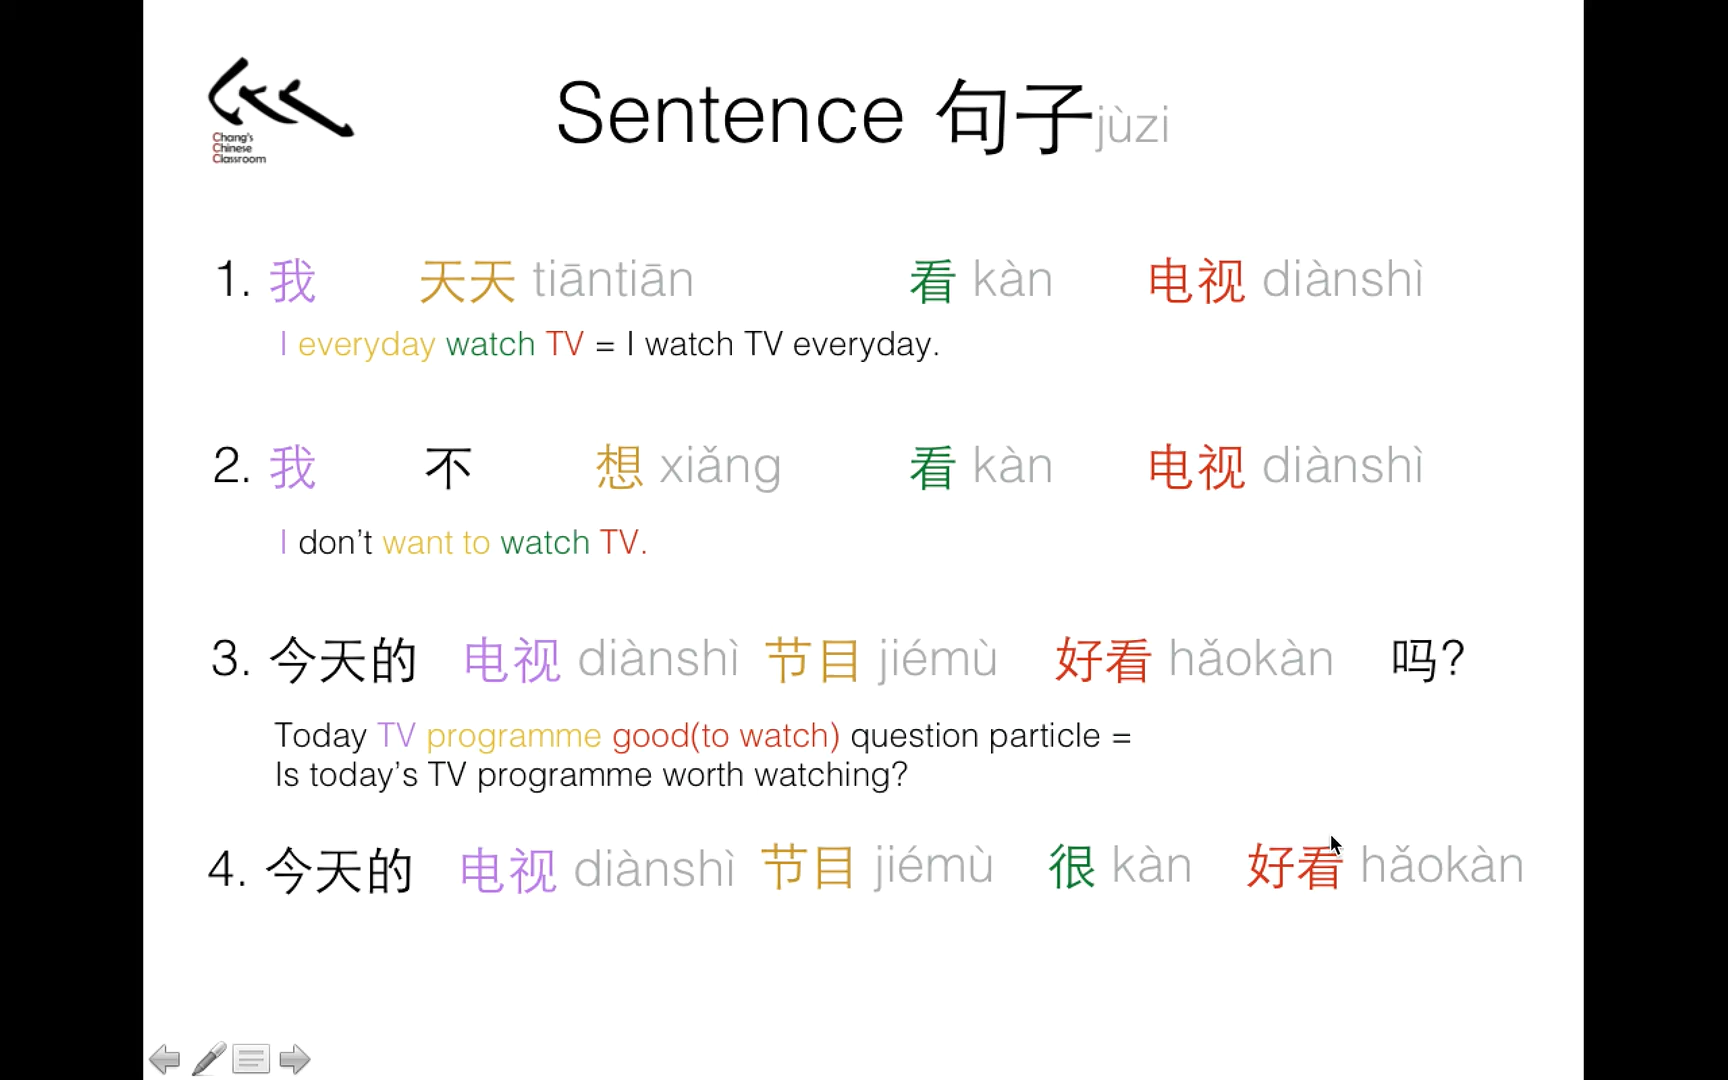 Chang's
Chinese
Classroom
Sentence 句子jùzi
1. 我 天天 tiāntiān 看 kàn 电视 diànshì
I everyday watch TV = I watch TV everyday.
2. 我 不 想 xiǎng 看 kàn 电视 diànshì
I don’t want to watch TV.
3. 今天的 电视 diànshì 节目 jiémù 好看 hǎokàn 吗?
Today TV programme good(to watch) question particle =
Is today’s TV programme worth watching?
4. 今天的 电视 diànshì 节目 jiémù 很 kàn 好看 hǎokàn